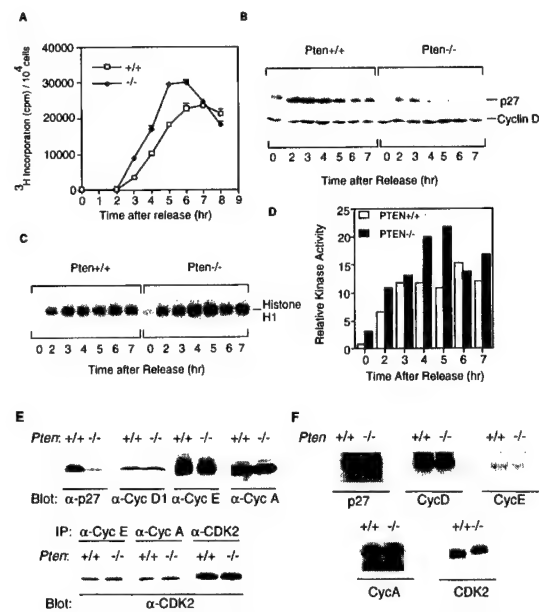 A
³H Incorporation (cpm) / 10⁴ cells
40000
30000
20000
10000
0
+/+
-/-
0 1 2 3 4 5 6 7 8 9
Time after release (hr)
B
Pten+/+ Pten-/-
p27
Cyclin D
0 2 3 4 5 6 7 0 2 3 4 5 6 7
Time after Release (hr)
C
Pten+/+ Pten-/-
Histone
H1
0 2 3 4 5 6 7 0 2 3 4 5 6 7
Time after Release (hr)
D
Relative Kinase Activity
25
20
15
10
5
0
PTEN+/+
PTEN-/-
0 2 3 4 5 6 7
Time After Release (hr)
E
Pten: +/+ -/- +/+ -/- +/+ -/- +/+ -/-
Blot: α-p27 α-Cyc D1 α-Cyc E α-Cyc A
IP: α-Cyc E α-Cyc A α-CDK2
Pten: +/+ -/- +/+ -/- +/+ -/-
Blot: α-CDK2
F
Pten +/+ -/- +/+ -/- +/+ -/-
p27 CycD CycE
+/+ -/- +/+ -/-
CycA CDK2